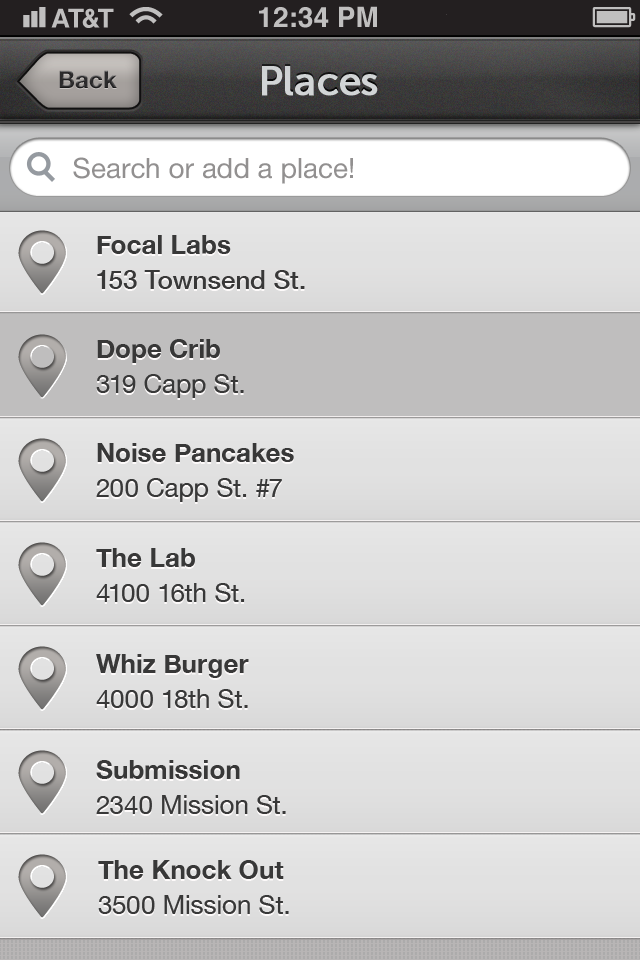 AT&T 12:34 PM
Back Places
Search or add a place!
Focal Labs
153 Townsend St.
Dope Crib
319 Capp St.
Noise Pancakes
200 Capp St. #7
The Lab
4100 16th St.
Whiz Burger
4000 18th St.
Submission
2340 Mission St.
The Knock Out
3500 Mission St.